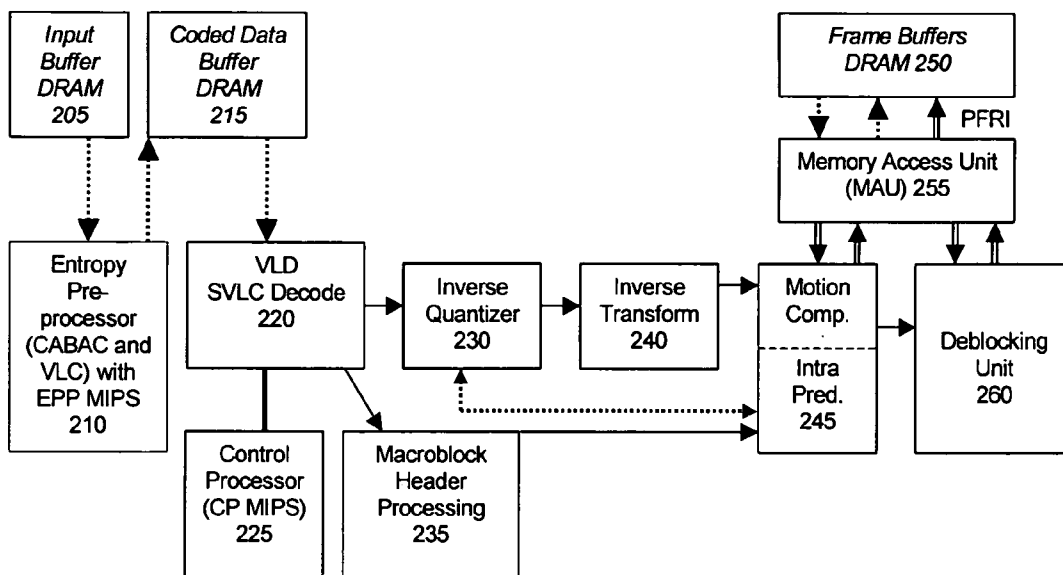 Input
Buffer
DRAM
205
Coded Data
Buffer
DRAM
215
Frame Buffers
DRAM 250
PFRI
Memory Access Unit
(MAU) 255
Entropy
Pre-
processor
(CABAC and
VLC) with
EPP MIPS
210
VLD
SVLC Decode
220
Inverse
Quantizer
230
Inverse
Transform
240
Motion
Comp.
Intra
Pred.
245
Deblocking
Unit
260
Control
Processor
(CP MIPS)
225
Macroblock
Header
Processing
235